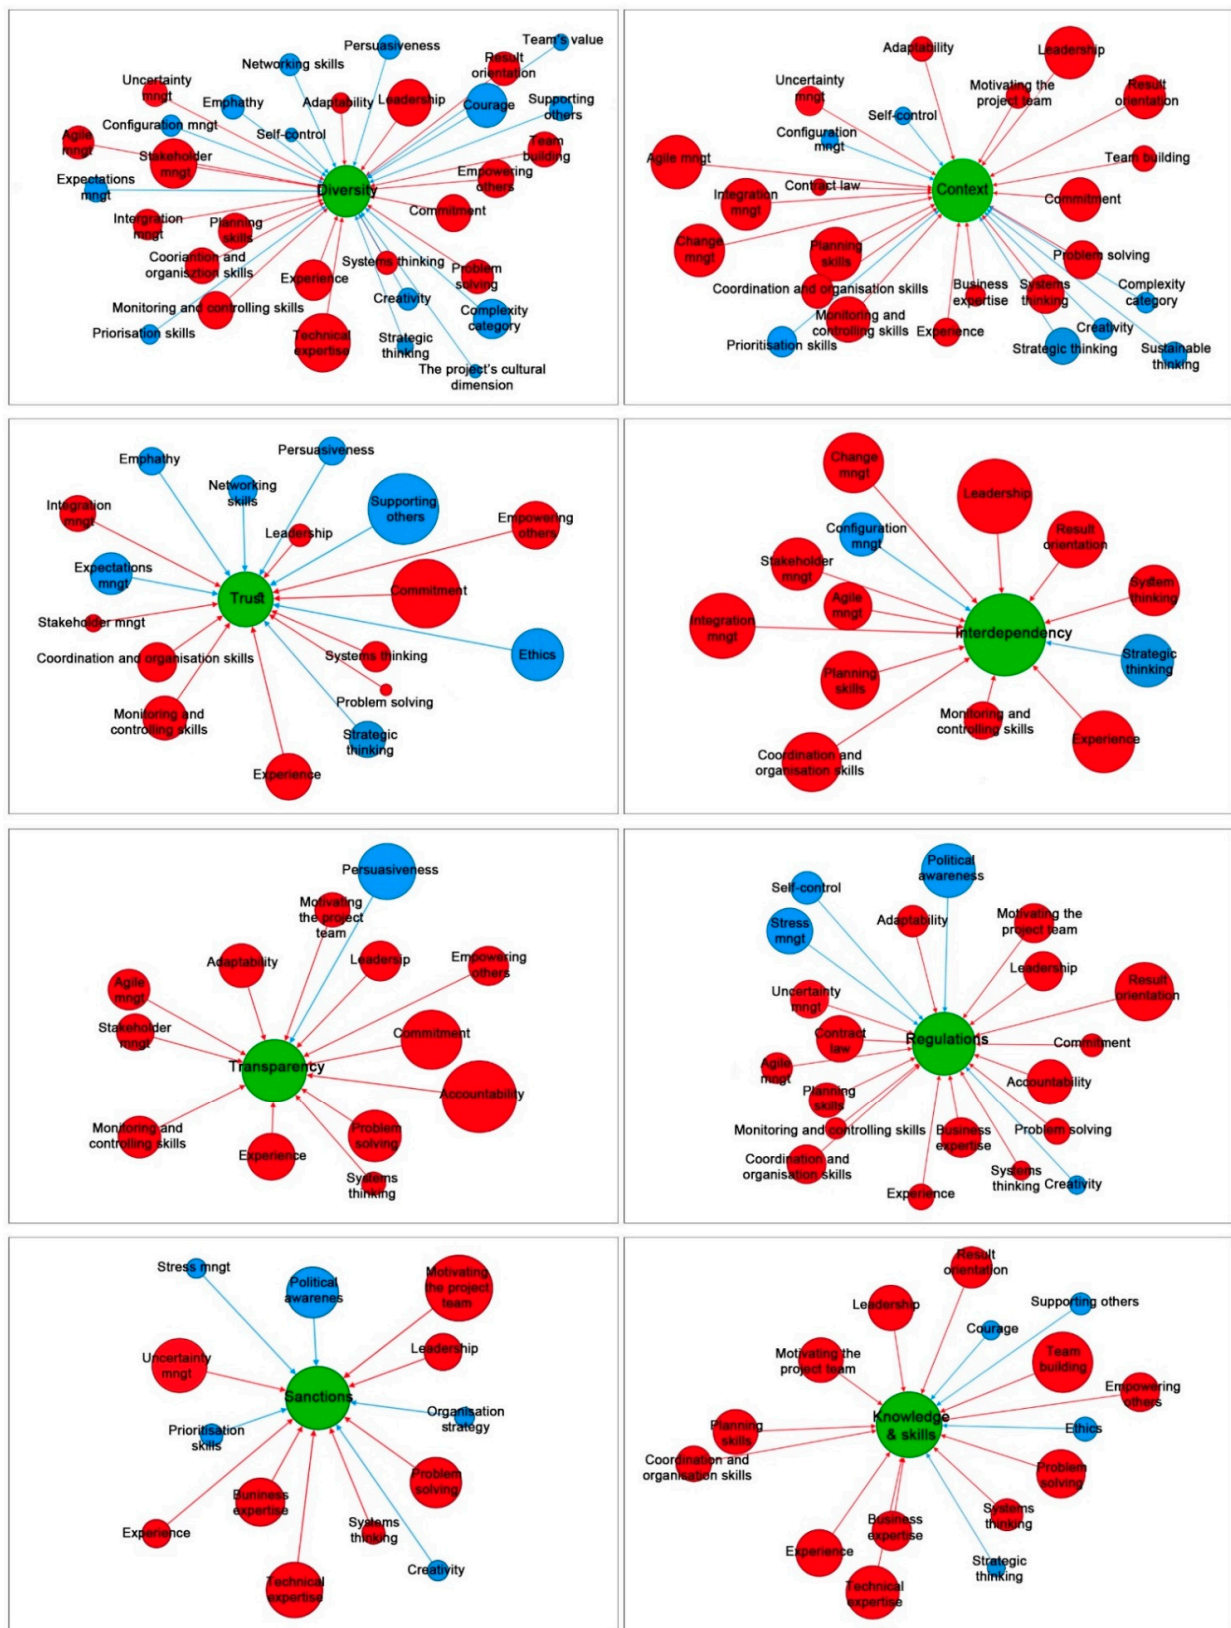 Persuasiveness
Team's value
Networking skills
Result
orientation
Uncertainty
mngt
Emphathy
Adaptability
Leadership
Courage
Supporting
others
Configuration mngt
Self-control
Agile
mngt
Stakeholder
mngt
Team
building
Empowering
others
Expectations
mngt
Diversity
Commitment
Intergration
mngt
Planning
skills
Cooriantion and
organisztion skills
Systems thinking
Problem
solving
Experience
Creativity
Monitoring and controlling skills
Complexity
category
Priorisation skills
Technical
expertise
Strategic
thinking
The project's cultural
dimension
Adaptability
Leadership
Uncertainty
mngt
Motivating the
project team
Result
orientation
Self-control
Configuration
mngt
Agile mngt
Team building
Contract law
Context
Integration
mngt
Commitment
Change
mngt
Planning
skills
Problem solving
Coordination and organisation skills
Business
expertise
Systems
thinking
Complexity
category
Monitoring and
controlling skills
Experience
Creativity
Prioritisation skills
Strategic thinking
Sustainable
thinking
Emphathy
Persuasiveness
Networking
skills
Integration
mngt
Supporting
others
Leadership
Empowering
others
Expectations
mngt
Trust
Commitment
Stakeholder mngt
Coordination and organisation skills
Systems thinking
Ethics
Problem solving
Monitoring and
controlling skills
Strategic
thinking
Experience
Change
mngt
Leadership
Configuration
mngt
Result
orientation
Stakeholder
mngt
System
thinking
Agile
mngt
Integration
mngt
Interdependency
Strategic
thinking
Planning
skills
Monitoring and
controlling skills
Experience
Coordination and
organisation skills
Persuasiveness
Motivating
the project
team
Adaptability
Leadersip
Empowering
others
Agile
mngt
Stakeholder
mngt
Commitment
Transparency
Accountability
Monitoring and
controlling skills
Problem
solving
Experience
Systems
thinking
Political
awareness
Self-control
Adaptability
Motivating the
project team
Stress
mngt
Leadership
Result
orientation
Uncertainty
mngt
Contract
law
Regulations
Commitment
Agile
mngt
Accountability
Planning
skills
Monitoring and controlling skills
Business
expertise
Problem solving
Coordination and
organisation skills
Systems
thinking
Creativity
Experience
Stress mngt
Political
awarenes
Motivating
the project
team
Leadership
Uncertainty
mngt
Sanctions
Organisation
strategy
Prioritisation
skills
Problem
solving
Buniness
expertise
Experience
Systems
thinking
Creativity
Technical
expertise
Result
orientation
Leadership
Supporting others
Courage
Motivating the
project team
Team
building
Empowering
others
Planning
skills
Knowledge
& skills
Ethics
Coordination and
organisation skills
Problem
solving
Systems
thinking
Business
expertise
Experience
Strategic
thinking
Technical
expertise